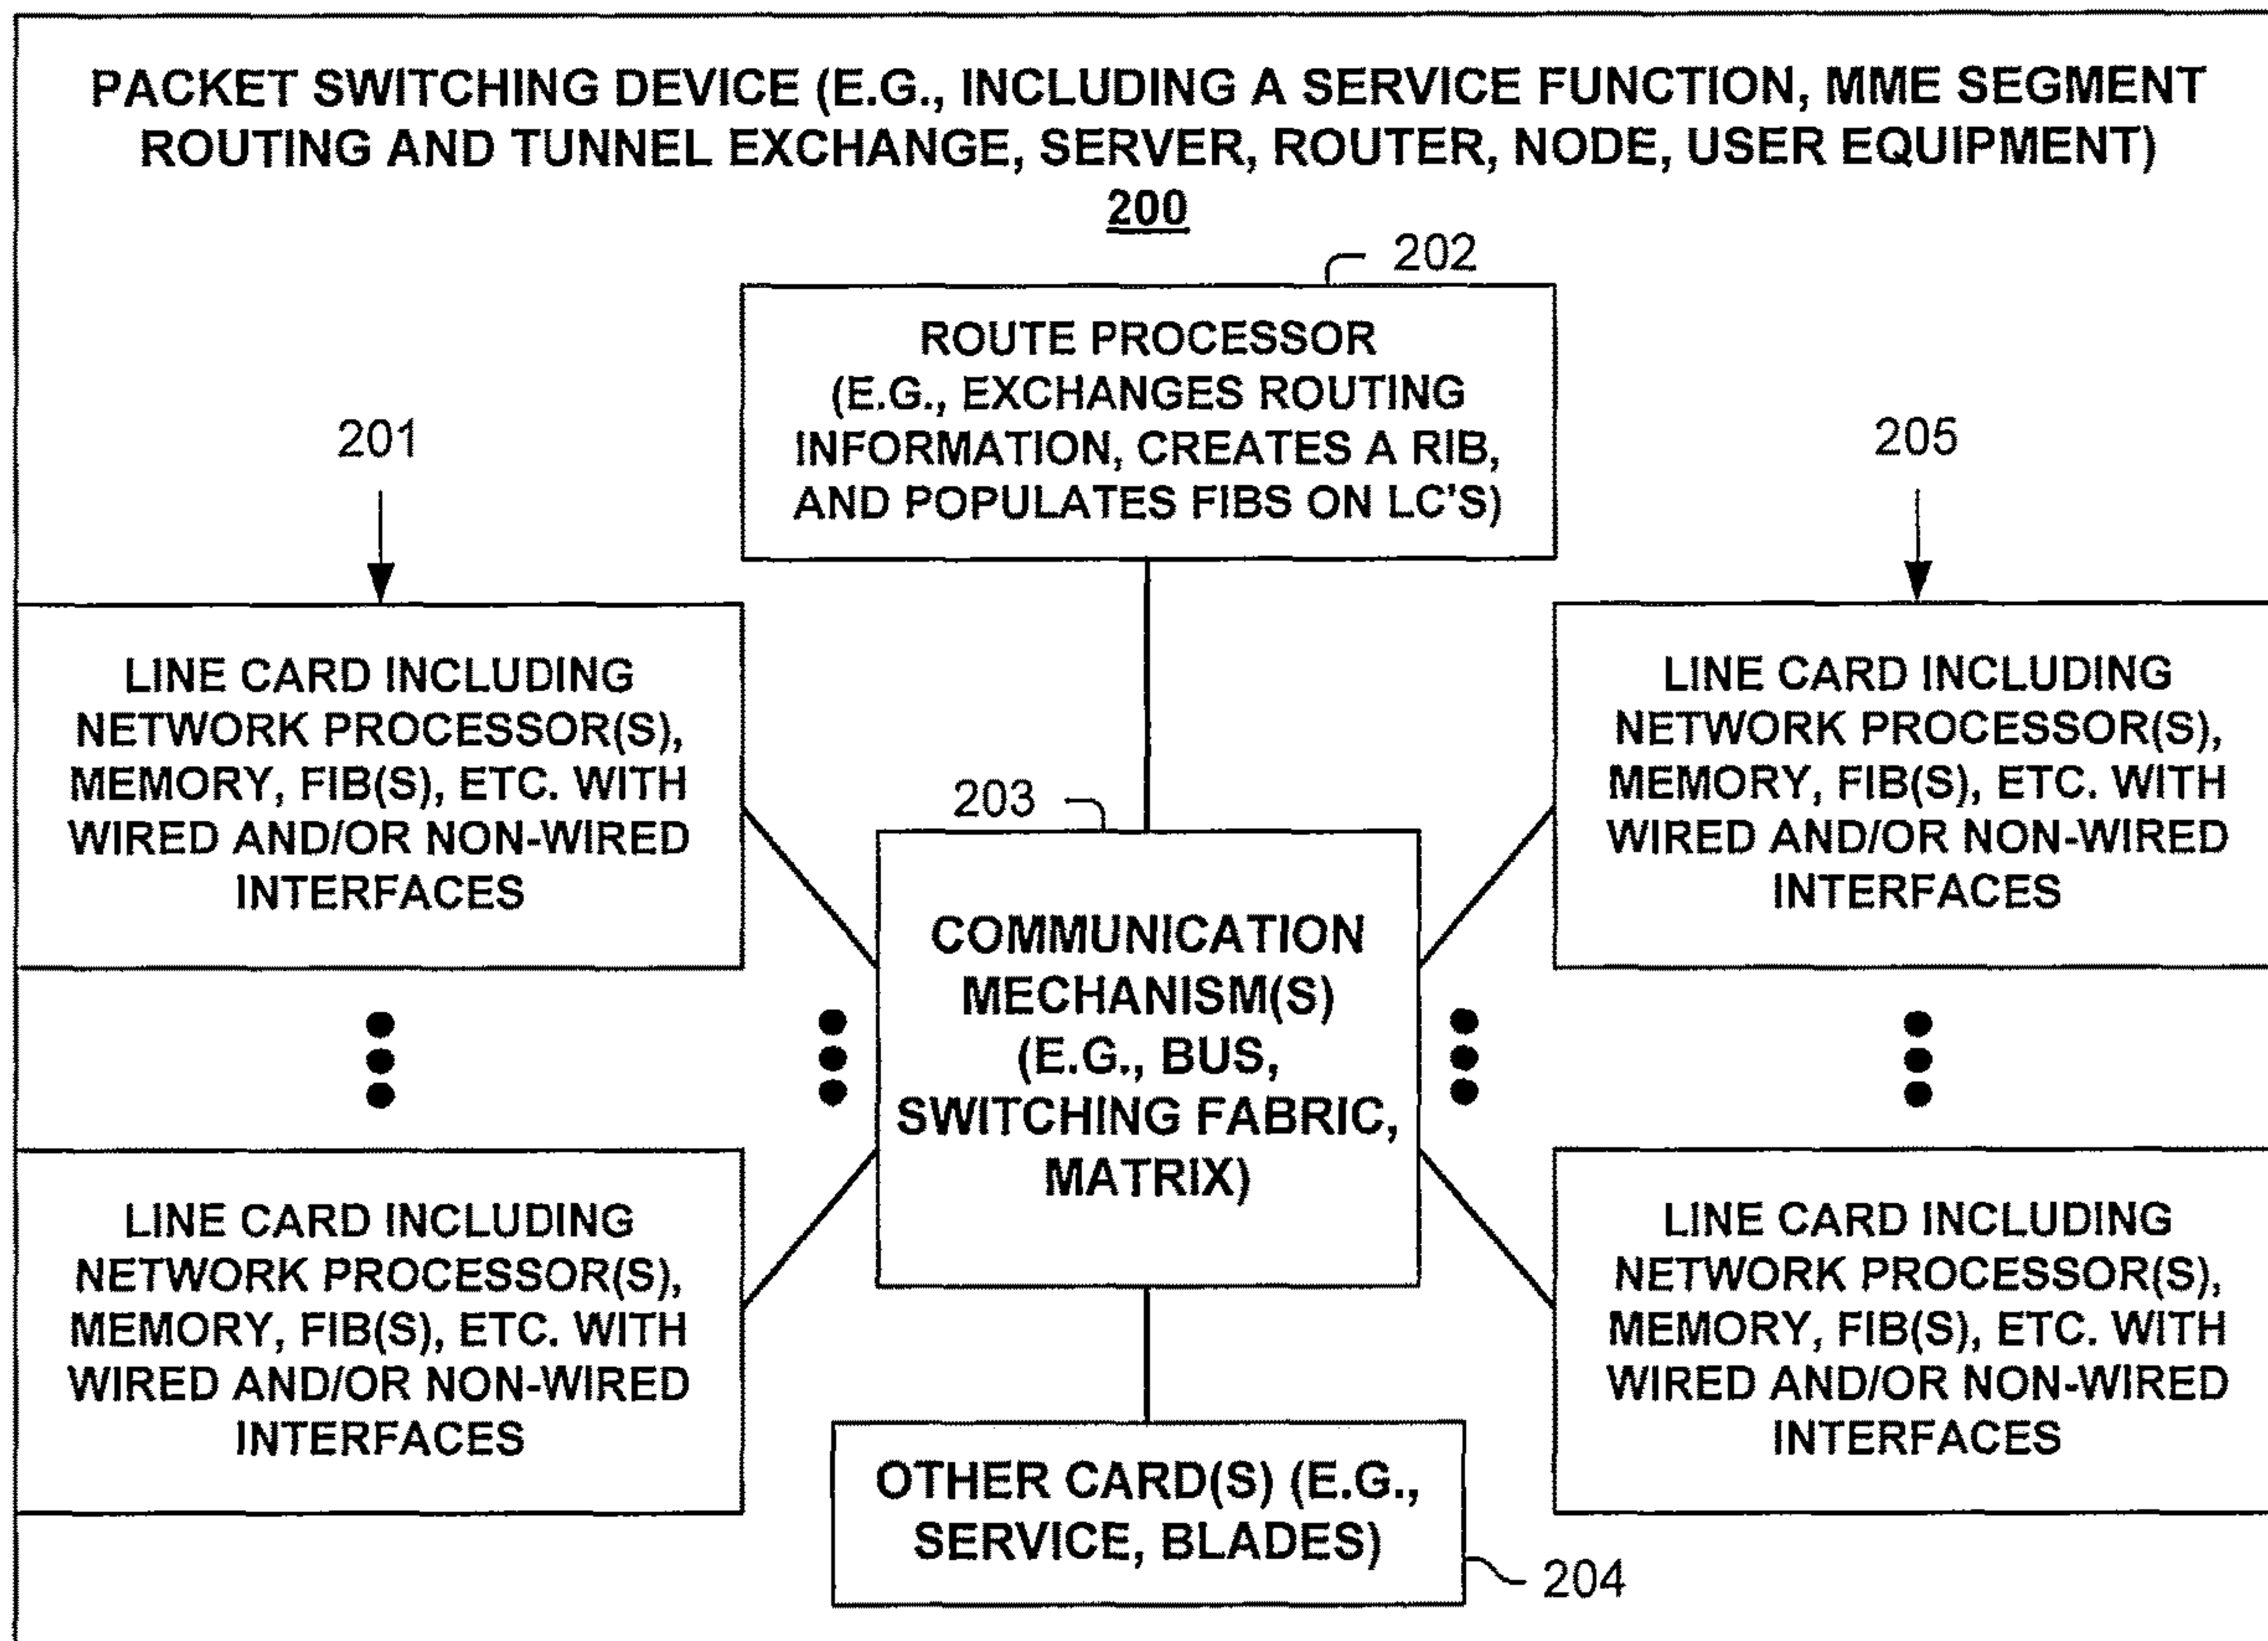 PACKET SWITCHING DEVICE (E.G., INCLUDING A SERVICE FUNCTION, MME SEGMENT
ROUTING AND TUNNEL EXCHANGE, SERVER, ROUTER, NODE, USER EQUIPMENT)
200
202
ROUTE PROCESSOR
(E.G., EXCHANGES ROUTING
INFORMATION, CREATES A RIB,
AND POPULATES FIBS ON LC'S)
201
205
LINE CARD INCLUDING
NETWORK PROCESSOR(S),
MEMORY, FIB(S), ETC. WITH
WIRED AND/OR NON-WIRED
INTERFACES
LINE CARD INCLUDING
NETWORK PROCESSOR(S),
MEMORY, FIB(S), ETC. WITH
WIRED AND/OR NON-WIRED
INTERFACES
203
COMMUNICATION
MECHANISM(S)
(E.G., BUS,
SWITCHING FABRIC,
MATRIX)
LINE CARD INCLUDING
NETWORK PROCESSOR(S),
MEMORY, FIB(S), ETC. WITH
WIRED AND/OR NON-WIRED
INTERFACES
LINE CARD INCLUDING
NETWORK PROCESSOR(S),
MEMORY, FIB(S), ETC. WITH
WIRED AND/OR NON-WIRED
INTERFACES
OTHER CARD(S) (E.G.,
SERVICE, BLADES)
204